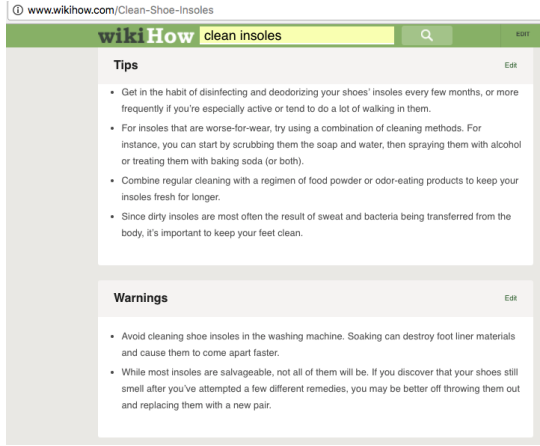 www.wikihow.com/Clean-Shoe-Insoles
wikiHow clean insoles EDIT
Tips Edit
• Get in the habit of disinfecting and deodorizing your shoes' insoles every few months, or more
frequently if you're especially active or tend to do a lot of walking in them.
• For insoles that are worse-for-wear, try using a combination of cleaning methods. For
instance, you can start by scrubbing them the soap and water, then spraying them with alcohol
or treating them with baking soda (or both).
• Combine regular cleaning with a regimen of food powder or odor-eating products to keep your
insoles fresh for longer.
• Since dirty insoles are most often the result of sweat and bacteria being transferred from the
body, it's important to keep your feet clean.
Warnings Edit
• Avoid cleaning shoe insoles in the washing machine. Soaking can destroy foot liner materials
and cause them to come apart faster.
• While most insoles are salvageable, not all of them will be. If you discover that your shoes still
smell after you've attempted a few different remedies, you may be better off throwing them out
and replacing them with a new pair.